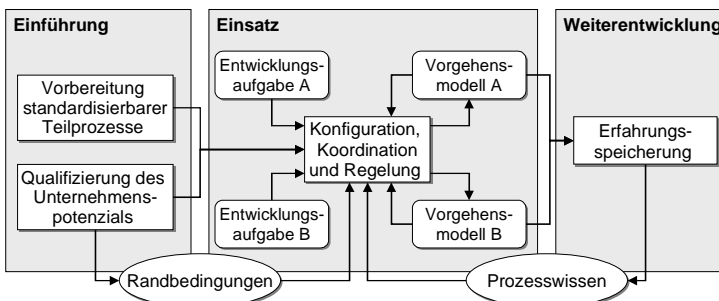 Einführung
Vorbereitung
standardisierbarer
Teilprozesse
Qualifizierung des
Unternehmens-
potenzials
Einsatz
Entwicklungs-
aufgabe A
Vorgehens-
modell A
Konfiguration,
Koordination
und Regelung
Entwicklungs-
aufgabe B
Vorgehens-
modell B
Weiterentwicklung
Erfahrungs-
speicherung
Randbedingungen
Prozesswissen